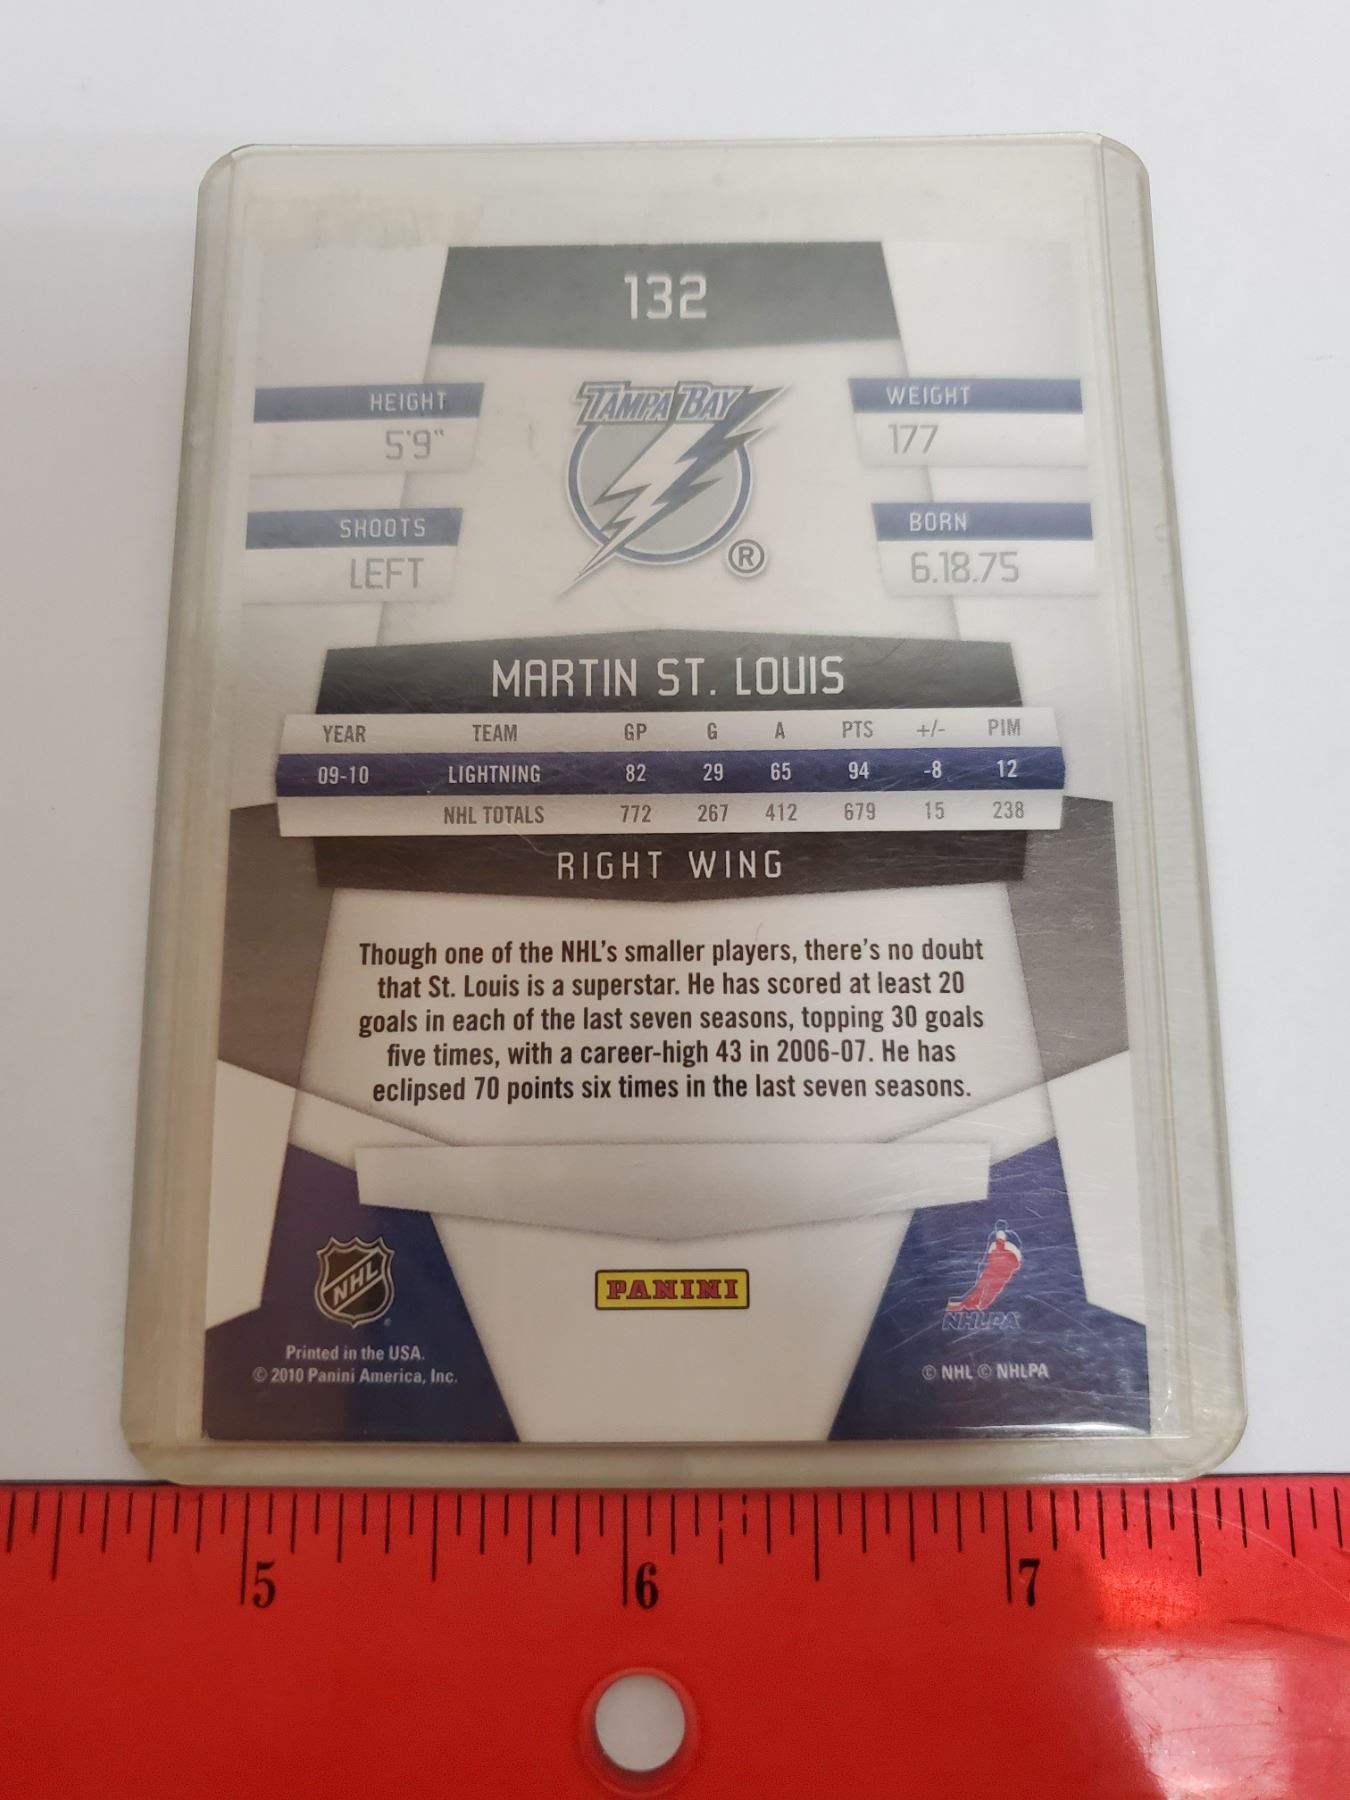 132
TAMPA BAY
®
HEIGHT
5'9"
WEIGHT
177
SHOOTS
LEFT
BORN
6.18.75
MARTIN ST. LOUIS
YEAR TEAM GP G A PTS +/- PIM
09-10 LIGHTNING 82 29 65 94 -8 12
NHL TOTALS 772 267 412 679 15 238
RIGHT WING
Though one of the NHL's smaller players, there's no doubt
that St. Louis is a superstar. He has scored at least 20
goals in each of the last seven seasons, topping 30 goals
five times, with a career-high 43 in 2006-07. He has
eclipsed 70 points six times in the last seven seasons.
NHL
PANINI
NHLPA
Printed in the USA.
© 2010 Panini America, Inc.
© NHL © NHLPA
5 6 7